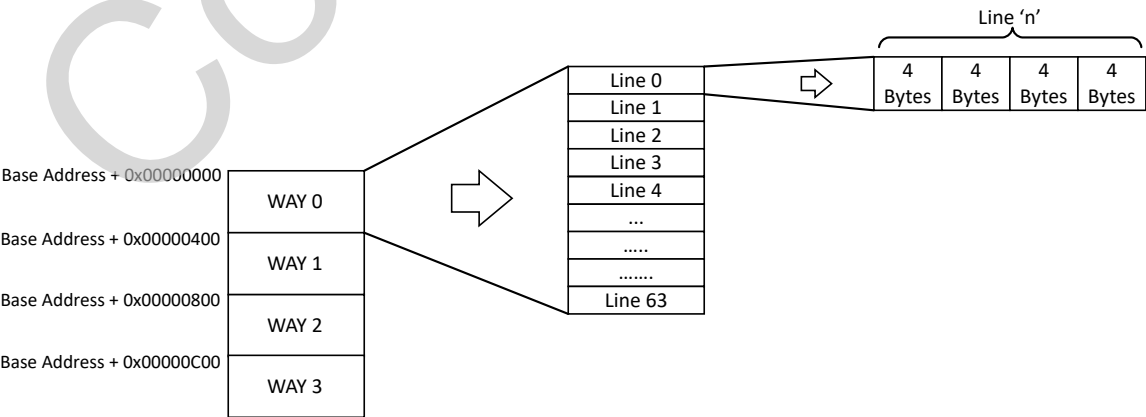 Line ‘n’
4 Bytes
4 Bytes
4 Bytes
4 Bytes
Line 0
Line 1
Line 2
Line 3
Line 4
...
.....
.......
Line 63
Base Address + 0x00000000
WAY 0
Base Address + 0x00000400
WAY 1
Base Address + 0x00000800
WAY 2
Base Address + 0x00000C00
WAY 3